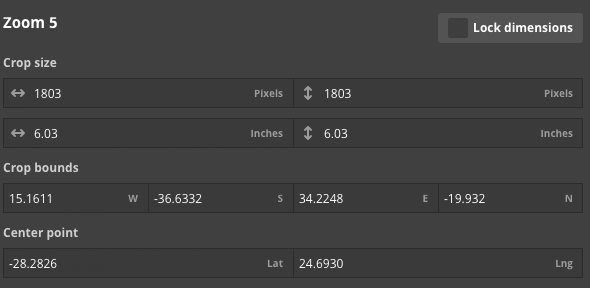 Zoom 5
Lock dimensions
Crop size
1803 Pixels 1803 Pixels
6.03 Inches 6.03 Inches
Crop bounds
15.1611 W -36.6332 S 34.2248 E -19.932 N
Center point
-28.2826 Lat 24.6930 Lng